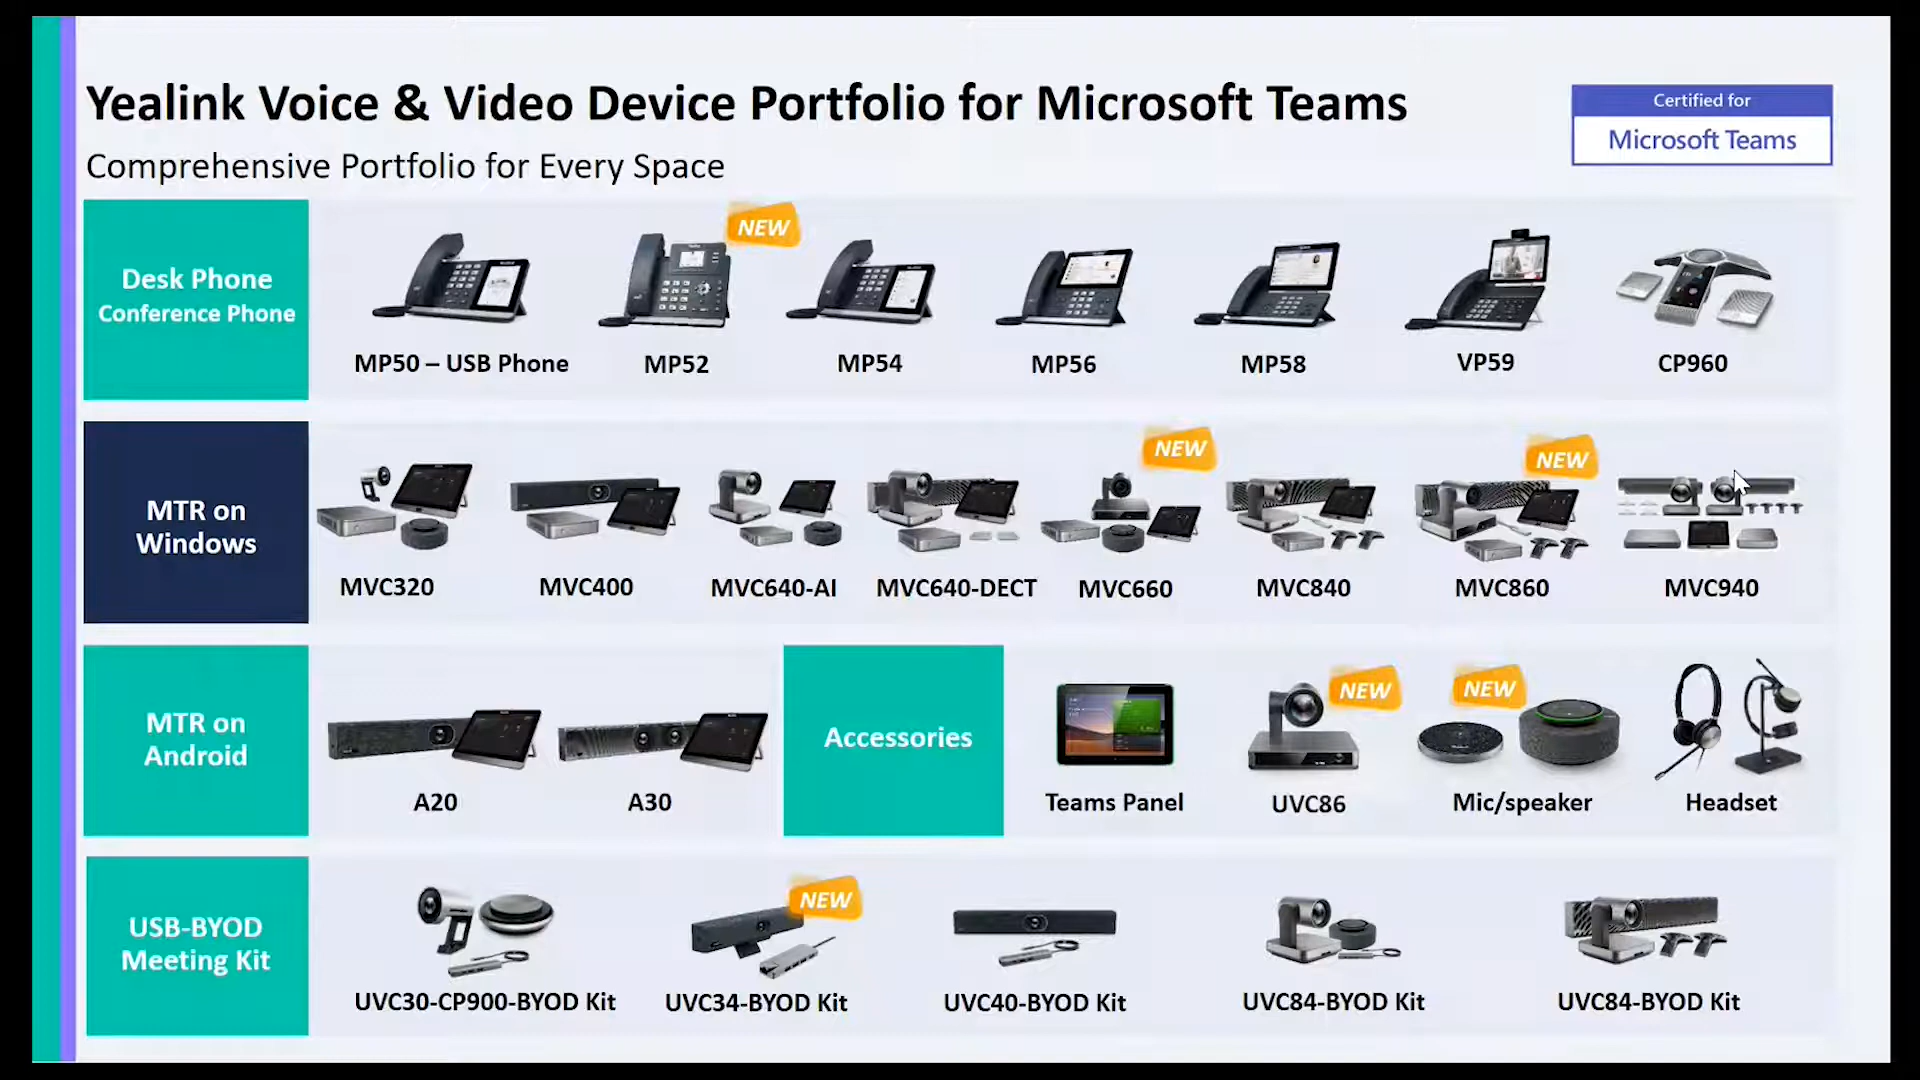 Yealink Voice & Video Device Portfolio for Microsoft Teams
Comprehensive Portfolio for Every Space
Certified for
Microsoft Teams
Desk Phone
Conference Phone
NEW
MP50 – USB Phone
MP52
MP54
MP56
MP58
VP59
CP960
MTR on
Windows
NEW
NEW
MVC320
MVC400
MVC640-AI
MVC640-DECT
MVC660
MVC840
MVC860
MVC940
MTR on
Android
A20
A30
Accessories
NEW
NEW
Teams Panel
UVC86
Mic/speaker
Headset
USB-BYOD
Meeting Kit
NEW
UVC30-CP900-BYOD Kit
UVC34-BYOD Kit
UVC40-BYOD Kit
UVC84-BYOD Kit
UVC84-BYOD Kit